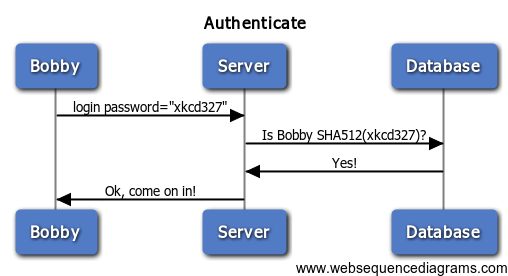 Authenticate
Bobby Server Database
login password="xkcd327"
Is Bobby SHA512(xkcd327)?
Yes!
Ok, come on in!
Bobby Server Database
www.websequencediagrams.com